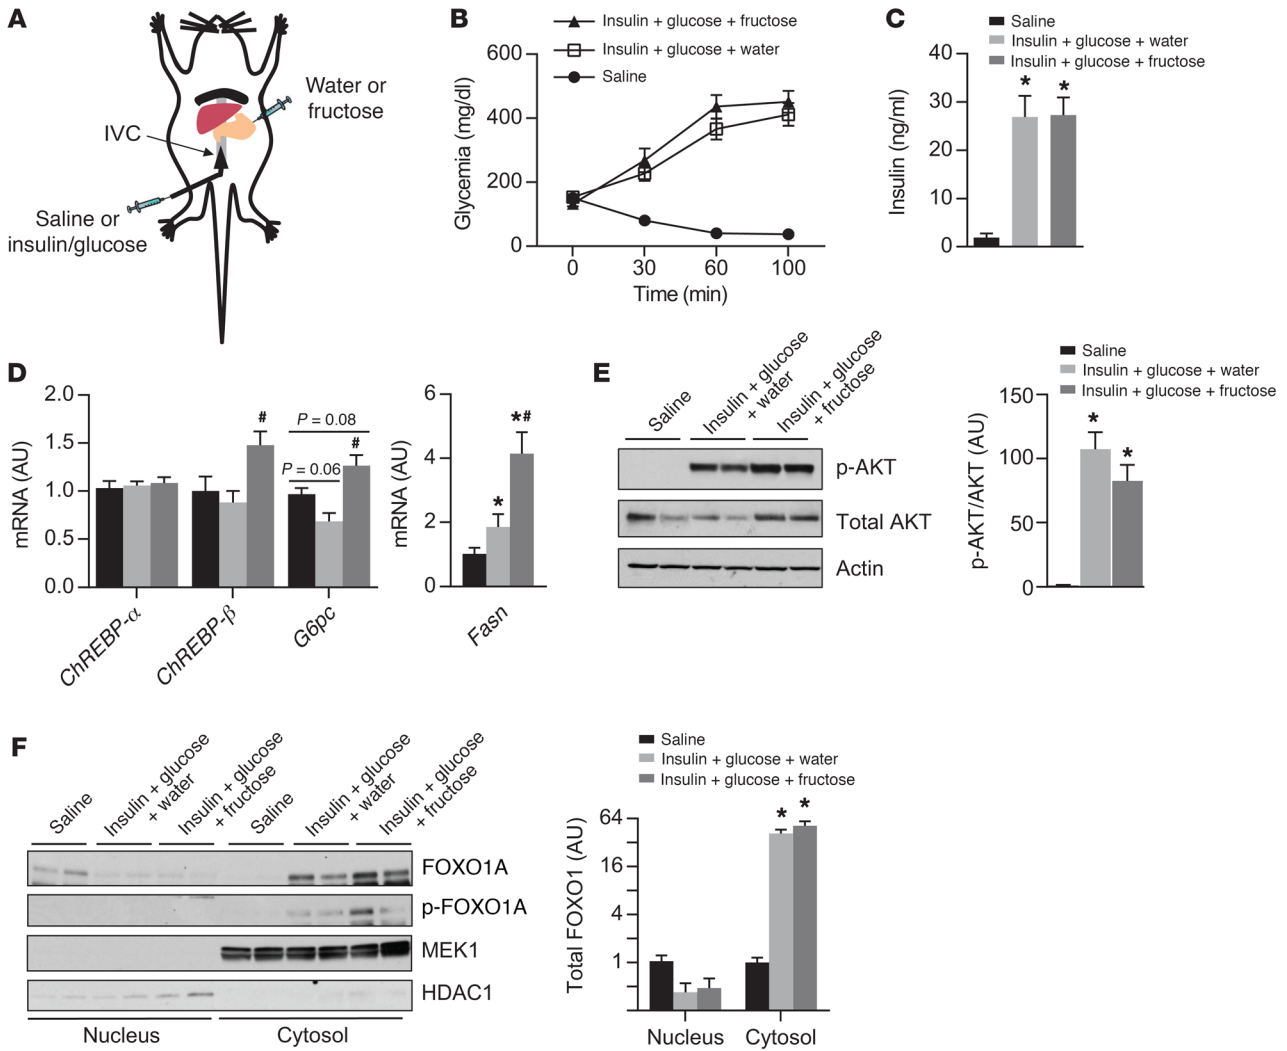 A
Water or
fructose
IVC
Saline or
insulin/glucose
B
Insulin + glucose + fructose
Insulin + glucose + water
Saline
Glycemia (mg/dl)
600
400
200
0
0 30 60 100
Time (min)
C
Saline
Insulin + glucose + water
Insulin + glucose + fructose
Insulin (ng/ml)
40
30
20
10
0
* *
D
mRNA (AU)
2.0
1.5
1.0
0.5
0.0
#
P = 0.08
#
P = 0.06
ChREBP-α
ChREBP-β
G6pc
mRNA (AU)
6
4
2
0
*
*#
Fasn
E
Saline
Insulin + glucose
+ water
Insulin + glucose
+ fructose
p-AKT
Total AKT
Actin
Saline
Insulin + glucose + water
Insulin + glucose + fructose
p-AKT/AKT (AU)
150
100
50
0
*
*
F
Saline
Insulin + glucose
+ water
Insulin + glucose
+ fructose
Saline
Insulin + glucose
+ water
Insulin + glucose
+ fructose
FOXO1A
p-FOXO1A
MEK1
HDAC1
Nucleus
Cytosol
Saline
Insulin + glucose + water
Insulin + glucose + fructose
Total FOXO1 (AU)
64
16
4
1
*
*
Nucleus
Cytosol